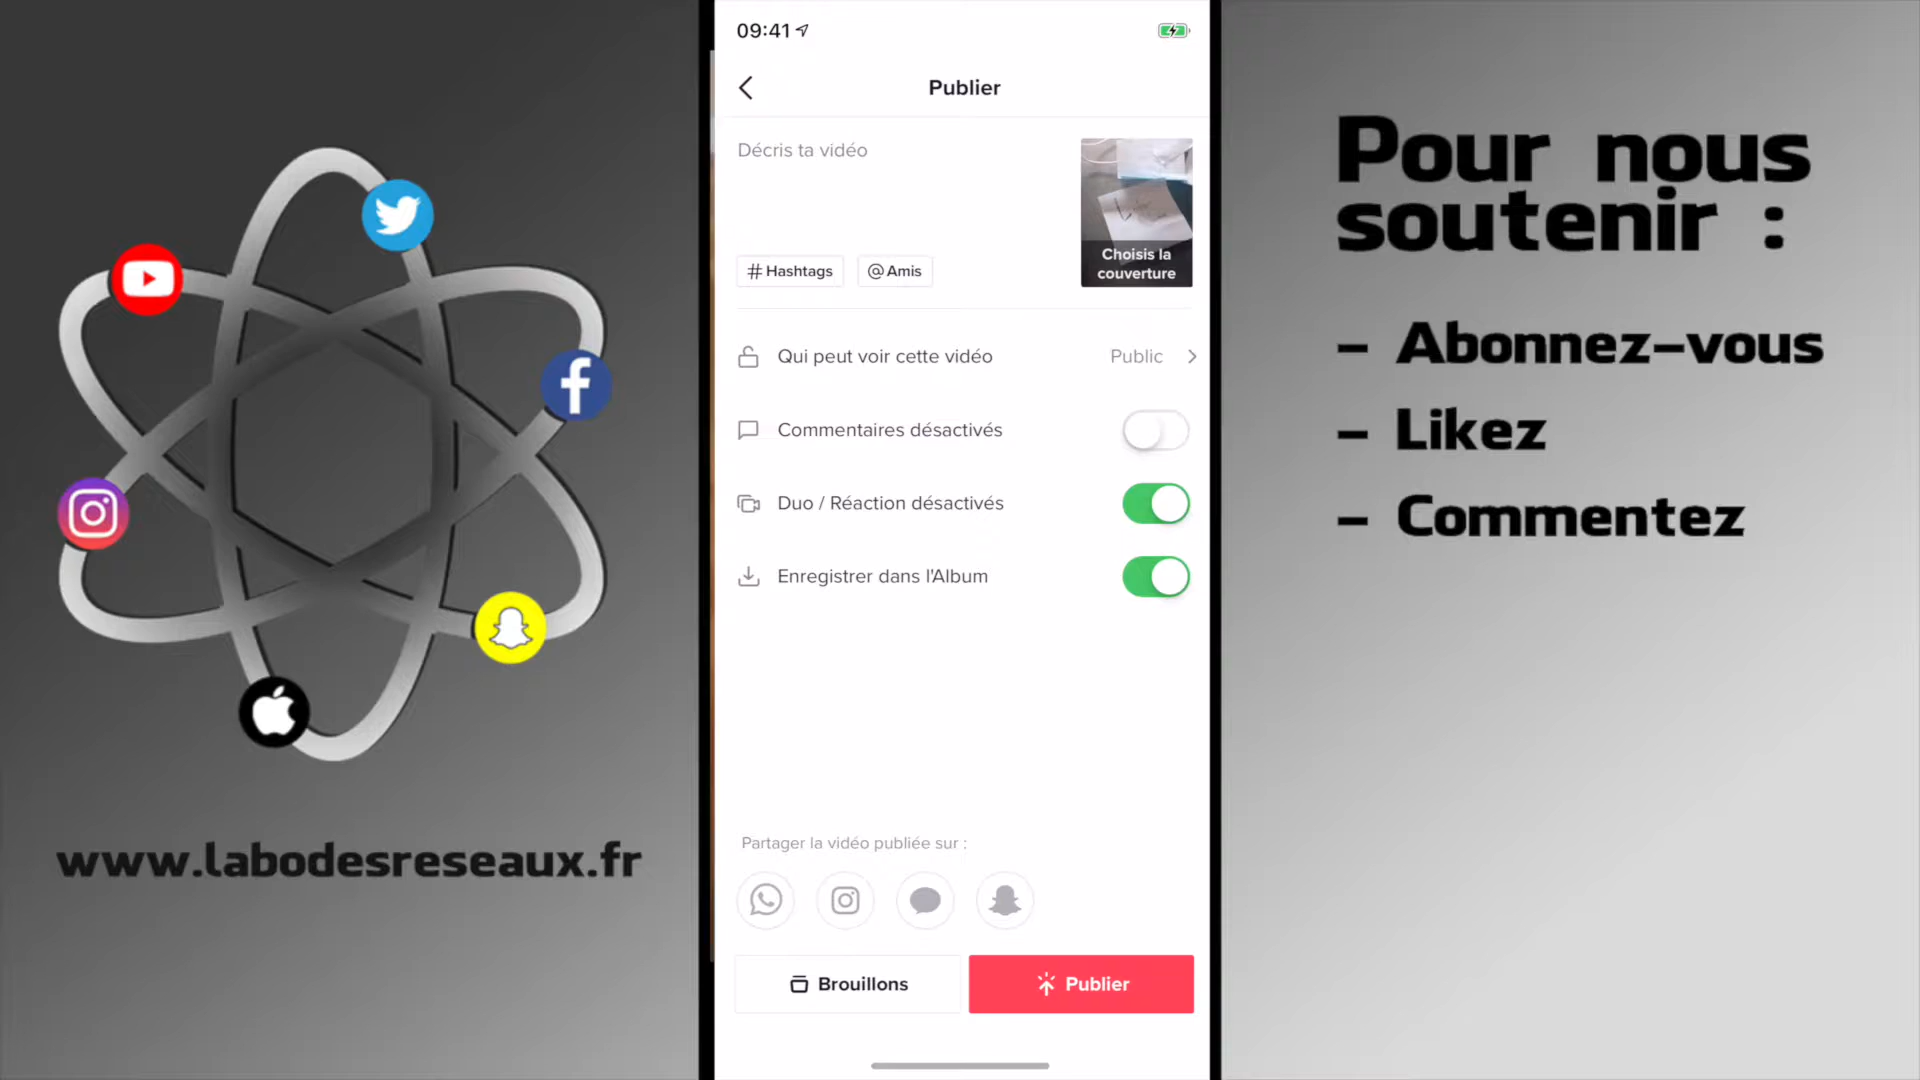 09:41
Publier
Décris ta vidéo
Choisis la
couverture
# Hashtags
@ Amis
Qui peut voir cette vidéo
Public
Commentaires désactivés
Duo / Réaction désactivés
Enregistrer dans l'Album
Partager la vidéo publiée sur :
Brouillons
Publier
www.labodesreseaux.fr
Pour nous
soutenir :
- Abonnez-vous
- Likez
- Commentez